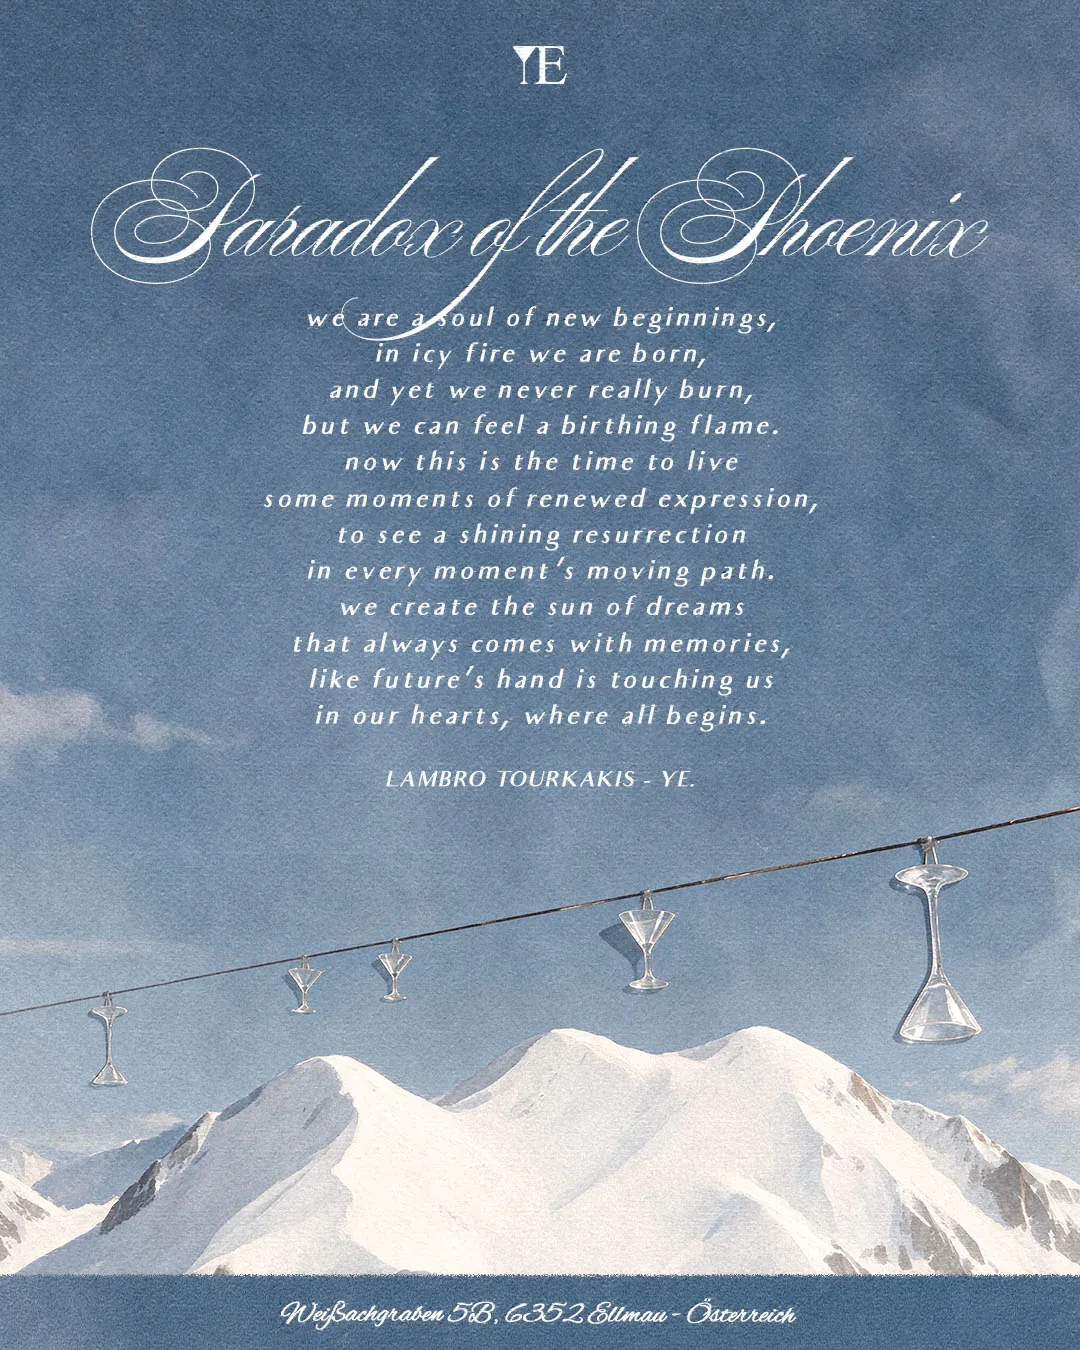 YE
Paradox of the Phoenix
we are a soul of new beginnings,
in icy fire we are born,
and yet we never really burn,
but we can feel a birthing flame.
now this is the time to live
some moments of renewed expression,
to see a shining resurrection
in every moment's moving path.
we create the sun of dreams
that always comes with memories,
like future's hand is touching us
in our hearts, where all begins.
LAMBRO TOURKAKIS - YE.
Weißachgraben 5B, 6352 Ellmau - Österreich